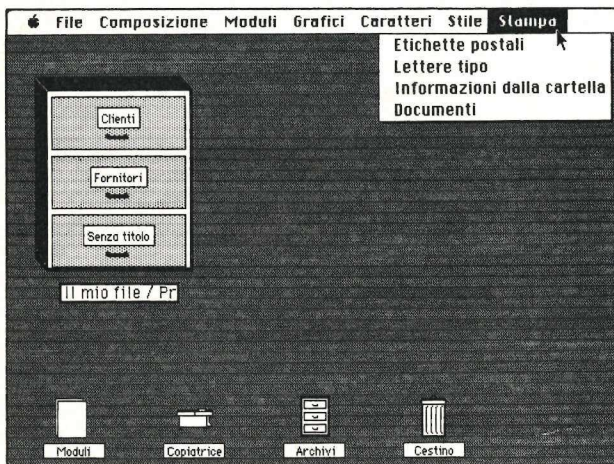 File Composizione Moduli Grafici Caratteri Stile Stampa
Etichette postali
Lettere tipo
Informazioni dalla cartella
Documenti
Clienti
Fornitori
Senza titolo
Il mio file / Pr
Moduli Copiatrice Archivi Cestino